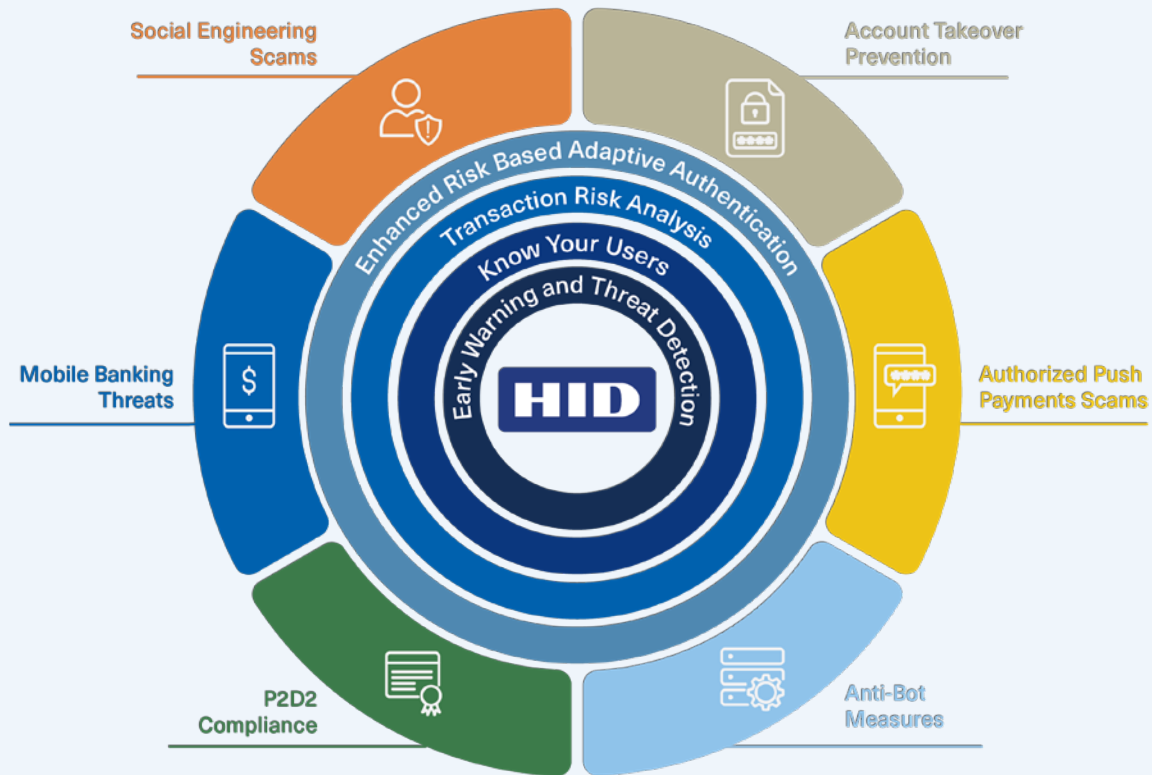 Social Engineering
Scams
Account Takeover
Prevention
Enhanced Risk Based Adaptive Authentication
Transaction Risk Analysis
Know Your Users
Early Warning and Threat Detection
HID
$
Mobile Banking
Threats
Authorized Push
Payments Scams
P2D2
Compliance
Anti-Bot
Measures